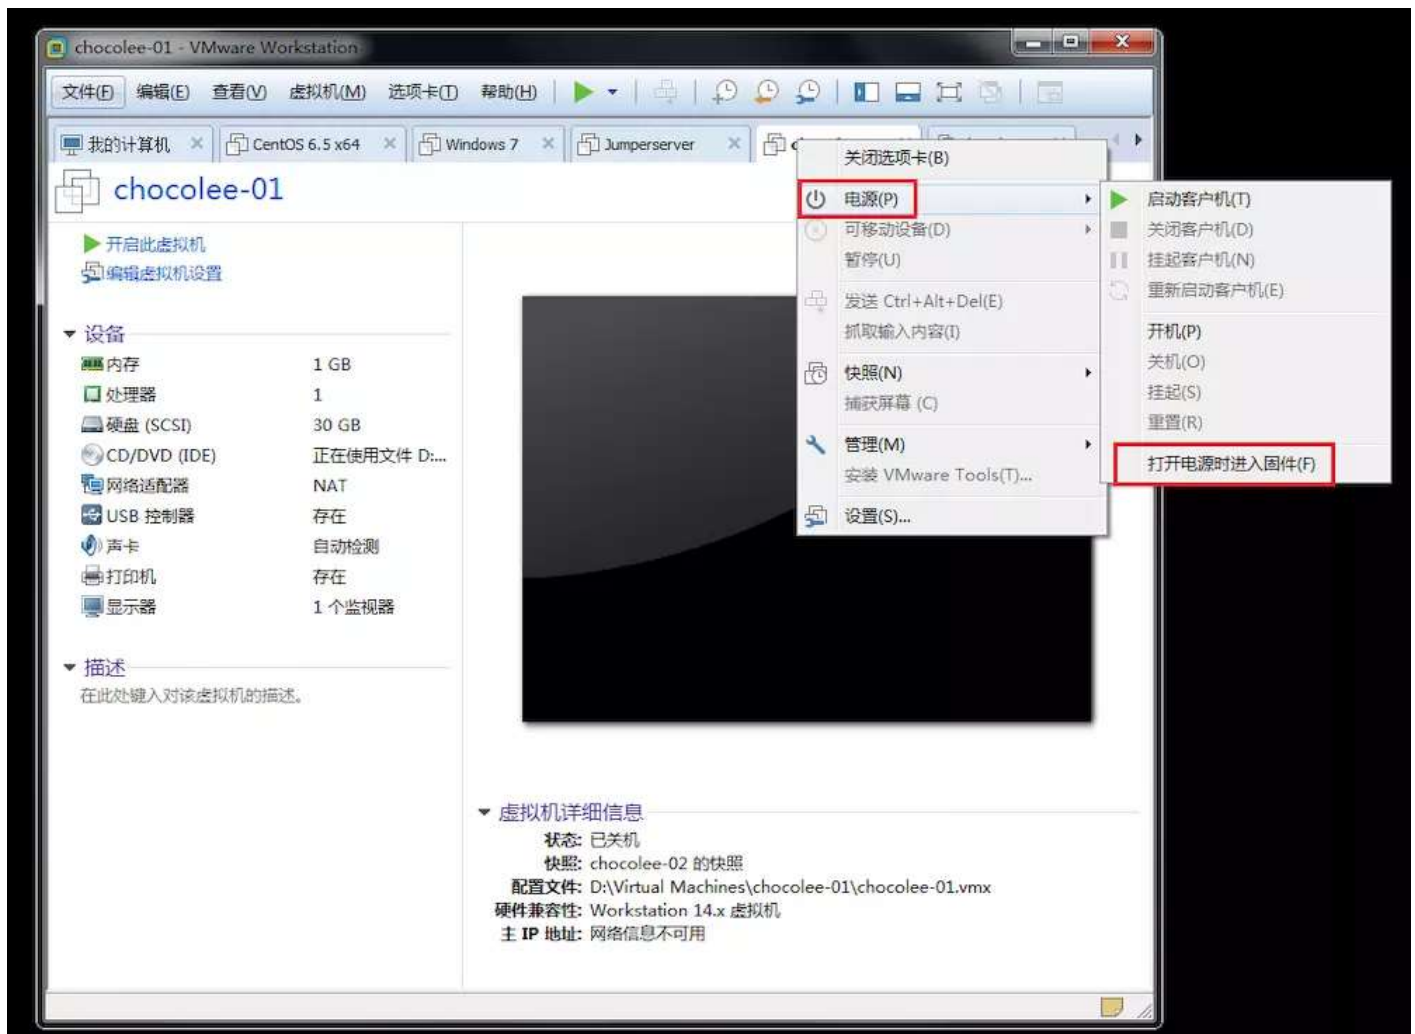 chocolee-01 - VMware Workstation
文件(F) 编辑(E) 查看(V) 虚拟机(M) 选项卡(T) 帮助(H)
我的计算机 CentOS 6.5 x64 Windows 7 Jumperserver
chocolee-01
开启此虚拟机
编辑虚拟机设置
设备
内存 1 GB
处理器 1
硬盘 (SCSI) 30 GB
CD/DVD (IDE) 正在使用文件 D:...
网络适配器 NAT
USB 控制器 存在
声卡 自动检测
打印机 存在
显示器 1 个监视器
描述
在此处键入对该虚拟机的描述。
关闭选项卡(B)
电源(P)
可移动设备(D)
暂停(U)
发送 Ctrl+Alt+Del(E)
抓取输入内容(I)
快照(N)
捕获屏幕 (C)
管理(M)
安装 VMware Tools(T)...
设置(S)...
启动客户机(T)
关闭客户机(D)
挂起客户机(N)
重新启动客户机(E)
开机(P)
关机(O)
挂起(S)
重置(R)
打开电源时进入固件(F)
虚拟机详细信息
状态: 已关机
快照: chocolee-02 的快照
配置文件: D:\Virtual Machines\chocolee-01\chocolee-01.vmx
硬件兼容性: Workstation 14.x 虚拟机
主 IP 地址: 网络信息不可用